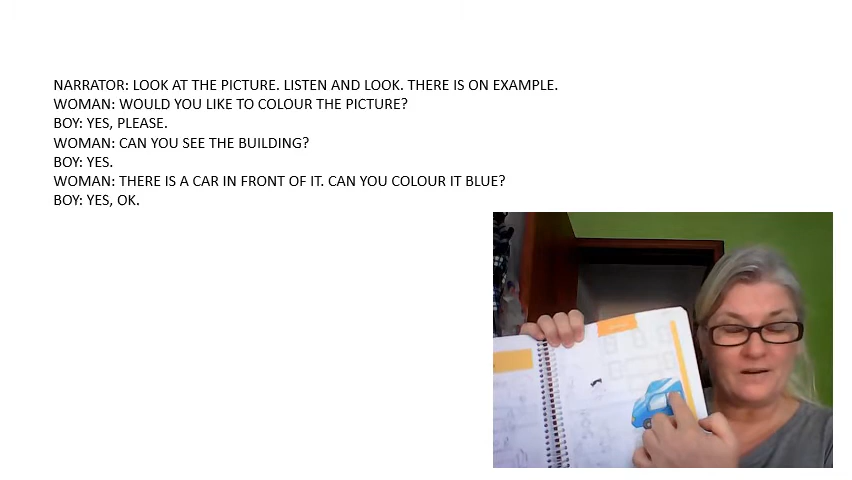 NARRATOR: LOOK AT THE PICTURE. LISTEN AND LOOK. THERE IS ON EXAMPLE.
WOMAN: WOULD YOU LIKE TO COLOUR THE PICTURE?
BOY: YES, PLEASE.
WOMAN: CAN YOU SEE THE BUILDING?
BOY: YES.
WOMAN: THERE IS A CAR IN FRONT OF IT. CAN YOU COLOUR IT BLUE?
BOY: YES, OK.